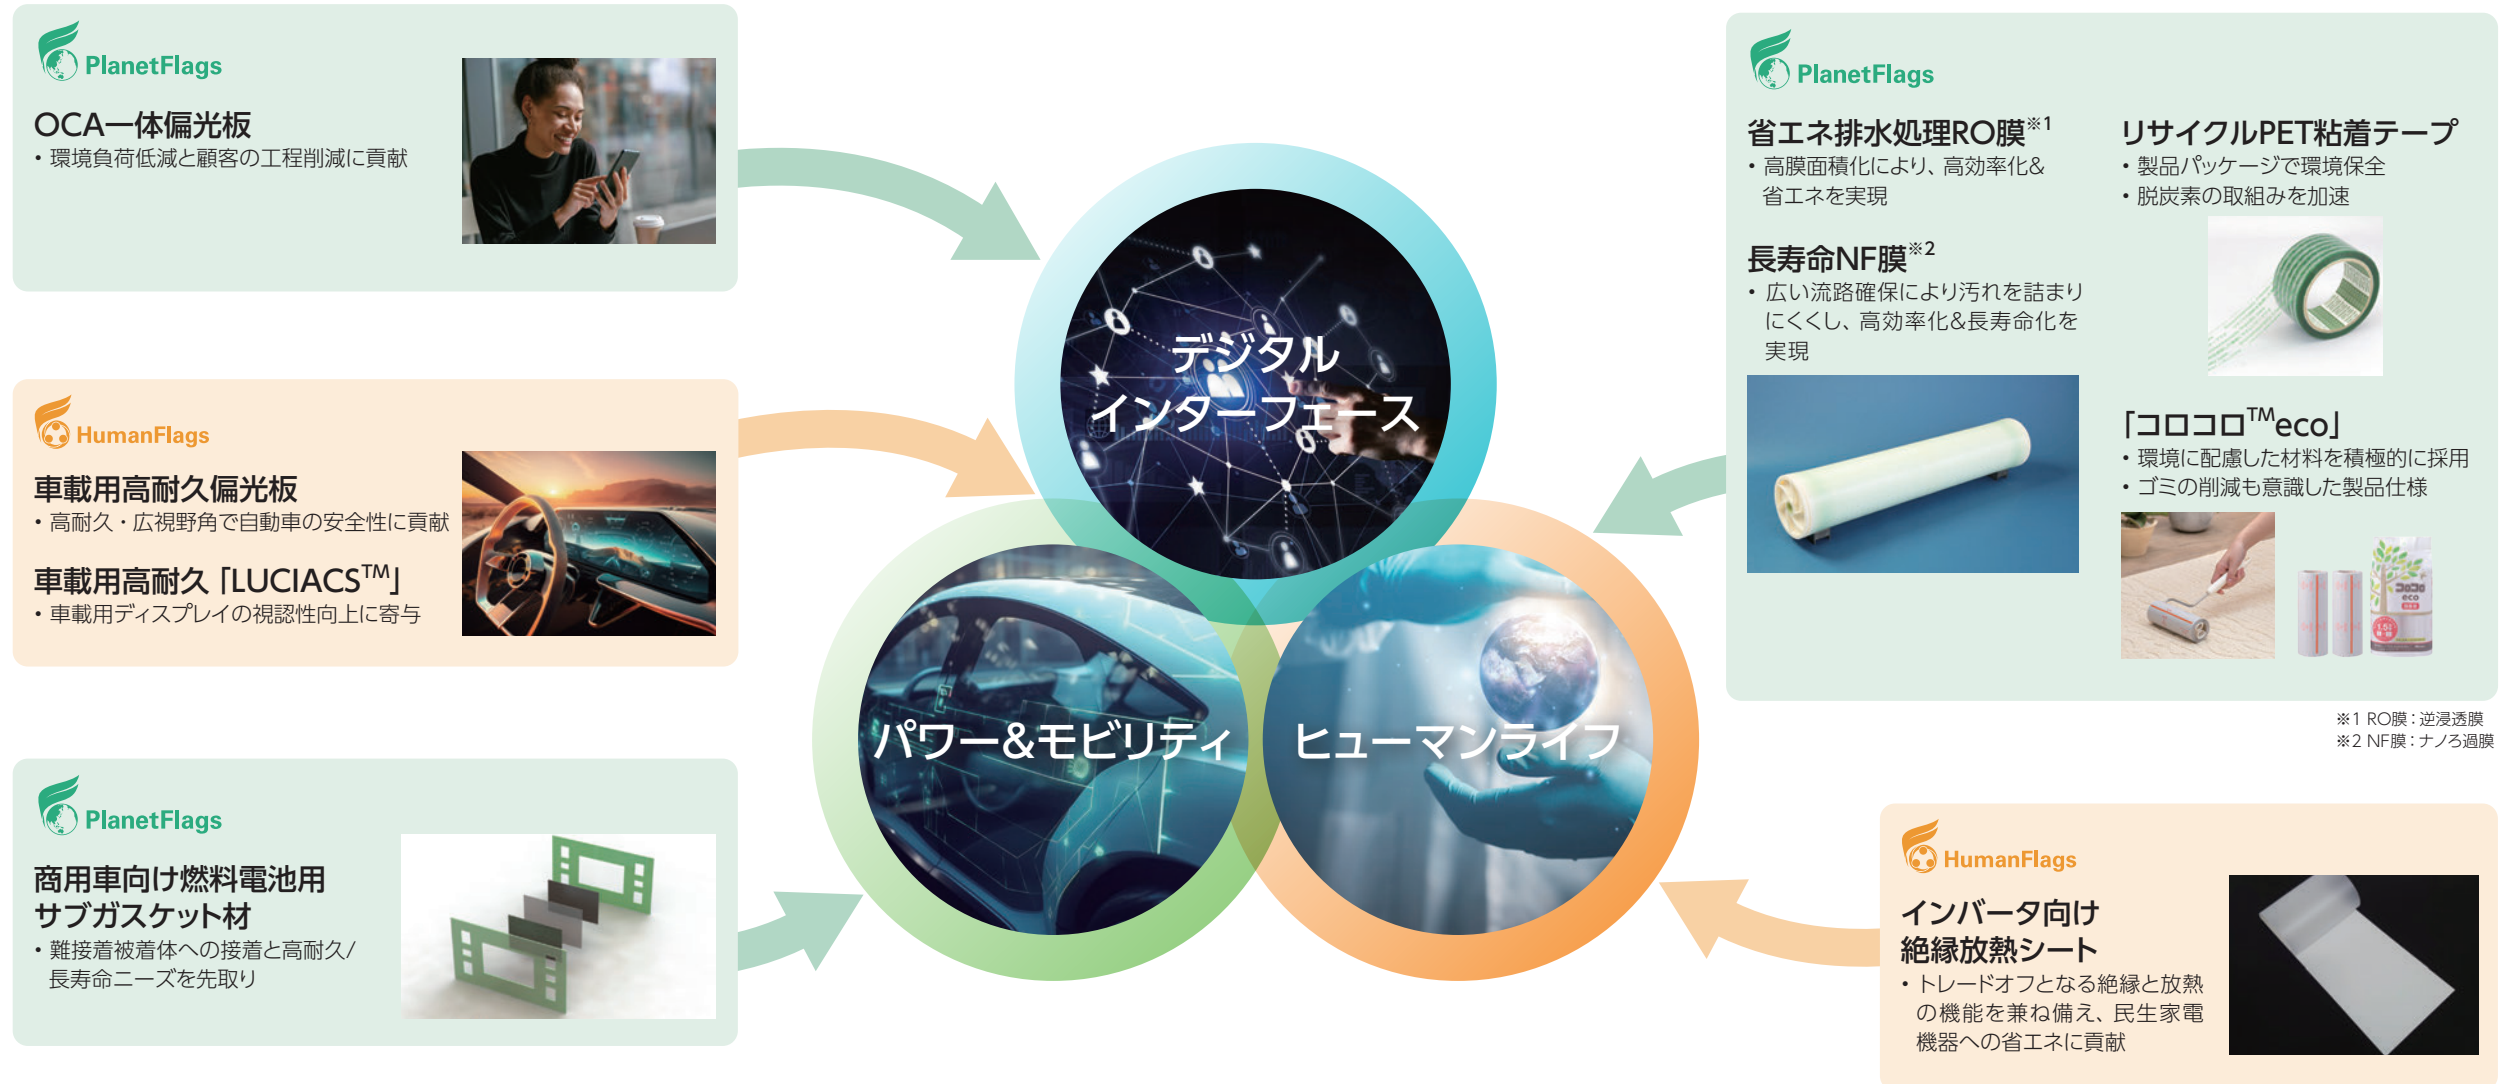 PlanetFlags
OCA一体偏光板
・環境負荷低減と顧客の工程削減に貢献
HumanFlags
車載用高耐久偏光板
・高耐久・広視野角で自動車の安全性に貢献
車載用高耐久「LUCIACS™」
・車載用ディスプレイの視認性向上に寄与
PlanetFlags
商用車向け燃料電池用
サブガスケット材
・難接着被着体への接着と高耐久/
長寿命ニーズを先取り
デジタル
インターフェース
パワー&モビリティ
ヒューマンライフ
PlanetFlags
省エネ排水処理RO膜※1
・高膜面積化により、高効率化&
省エネを実現
長寿命NF膜※2
・広い流路確保により汚れを詰まり
にくくし、高効率化&長寿命化を
実現
リサイクルPET粘着テープ
・製品パッケージで環境保全
・脱炭素の取組みを加速
「コロコロ™eco」
・環境に配慮した材料を積極的に採用
・ゴミの削減も意識した製品仕様
コロコロ
eco
※1 RO膜：逆浸透膜
※2 NF膜：ナノろ過膜
HumanFlags
インバータ向け
絶縁放熱シート
・トレードオフとなる絶縁と放熱
の機能を兼ね備え、民生家電
機器への省エネに貢献